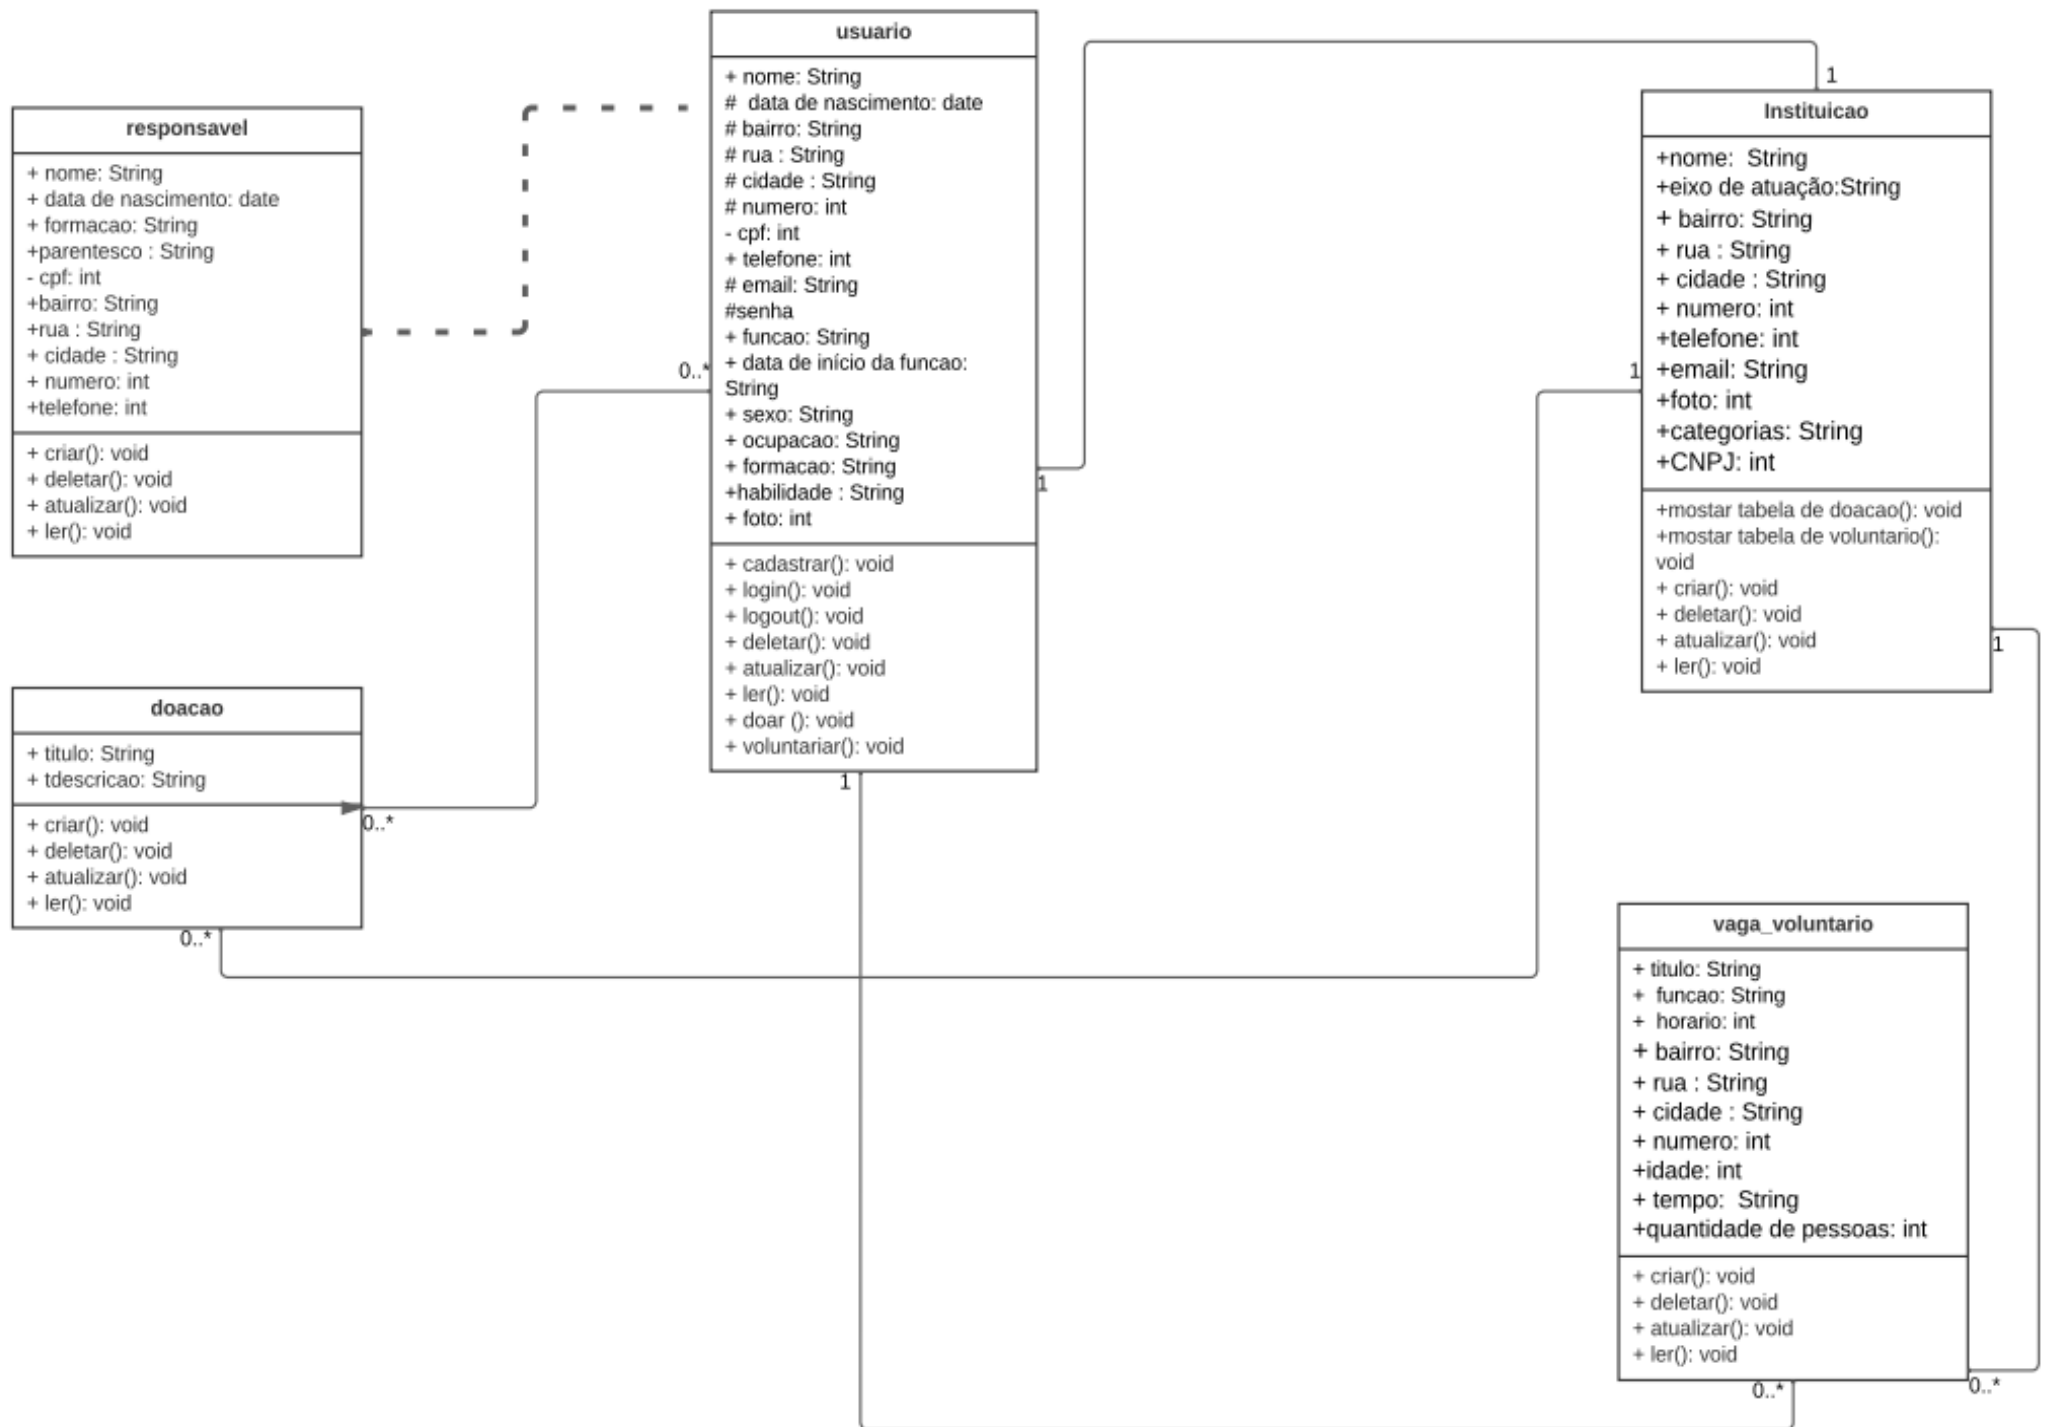 usuario
+ nome: String
# data de nascimento: date
# bairro: String
# rua : String
# cidade : String
# numero: int
- cpf: int
+ telefone: int
# email: String
#senha
+ funcao: String
+ data de início da funcao:
String
+ sexo: String
+ ocupacao: String
+ formacao: String
+habilidade : String
+ foto: int
+ cadastrar(): void
+ login(): void
+ logout(): void
+ deletar(): void
+ atualizar(): void
+ ler(): void
+ doar (): void
+ voluntariar(): void
0..*
1
1
responsavel
+ nome: String
+ data de nascimento: date
+ formacao: String
+parentesco : String
- cpf: int
+bairro: String
+rua : String
+ cidade : String
+ numero: int
+telefone: int
+ criar(): void
+ deletar(): void
+ atualizar(): void
+ ler(): void
doacao
+ titulo: String
+ tdescricao: String
+ criar(): void
+ deletar(): void
+ atualizar(): void
+ ler(): void
0..*
0..*
1
Instituicao
+nome: String
+eixo de atuação:String
+ bairro: String
+ rua : String
+ cidade : String
+ numero: int
+telefone: int
+email: String
+foto: int
+categorias: String
+CNPJ: int
+mostar tabela de doacao(): void
+mostar tabela de voluntario():
void
+ criar(): void
+ deletar(): void
+ atualizar(): void
+ ler(): void
1
1
vaga_voluntario
+ titulo: String
+ funcao: String
+ horario: int
+ bairro: String
+ rua : String
+ cidade : String
+ numero: int
+idade: int
+ tempo: String
+quantidade de pessoas: int
+ criar(): void
+ deletar(): void
+ atualizar(): void
+ ler(): void
0..*
0..*